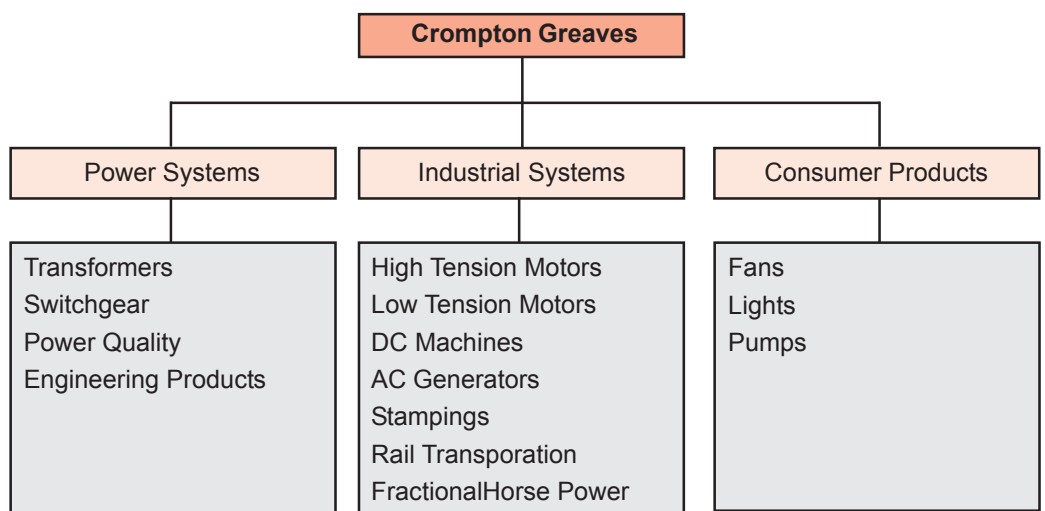 Crompton Greaves
Power Systems
Industrial Systems
Consumer Products
Transformers
Switchgear
Power Quality
Engineering Products
High Tension Motors
Low Tension Motors
DC Machines
AC Generators
Stampings
Rail Transporation
FractionalHorse Power
Fans
Lights
Pumps